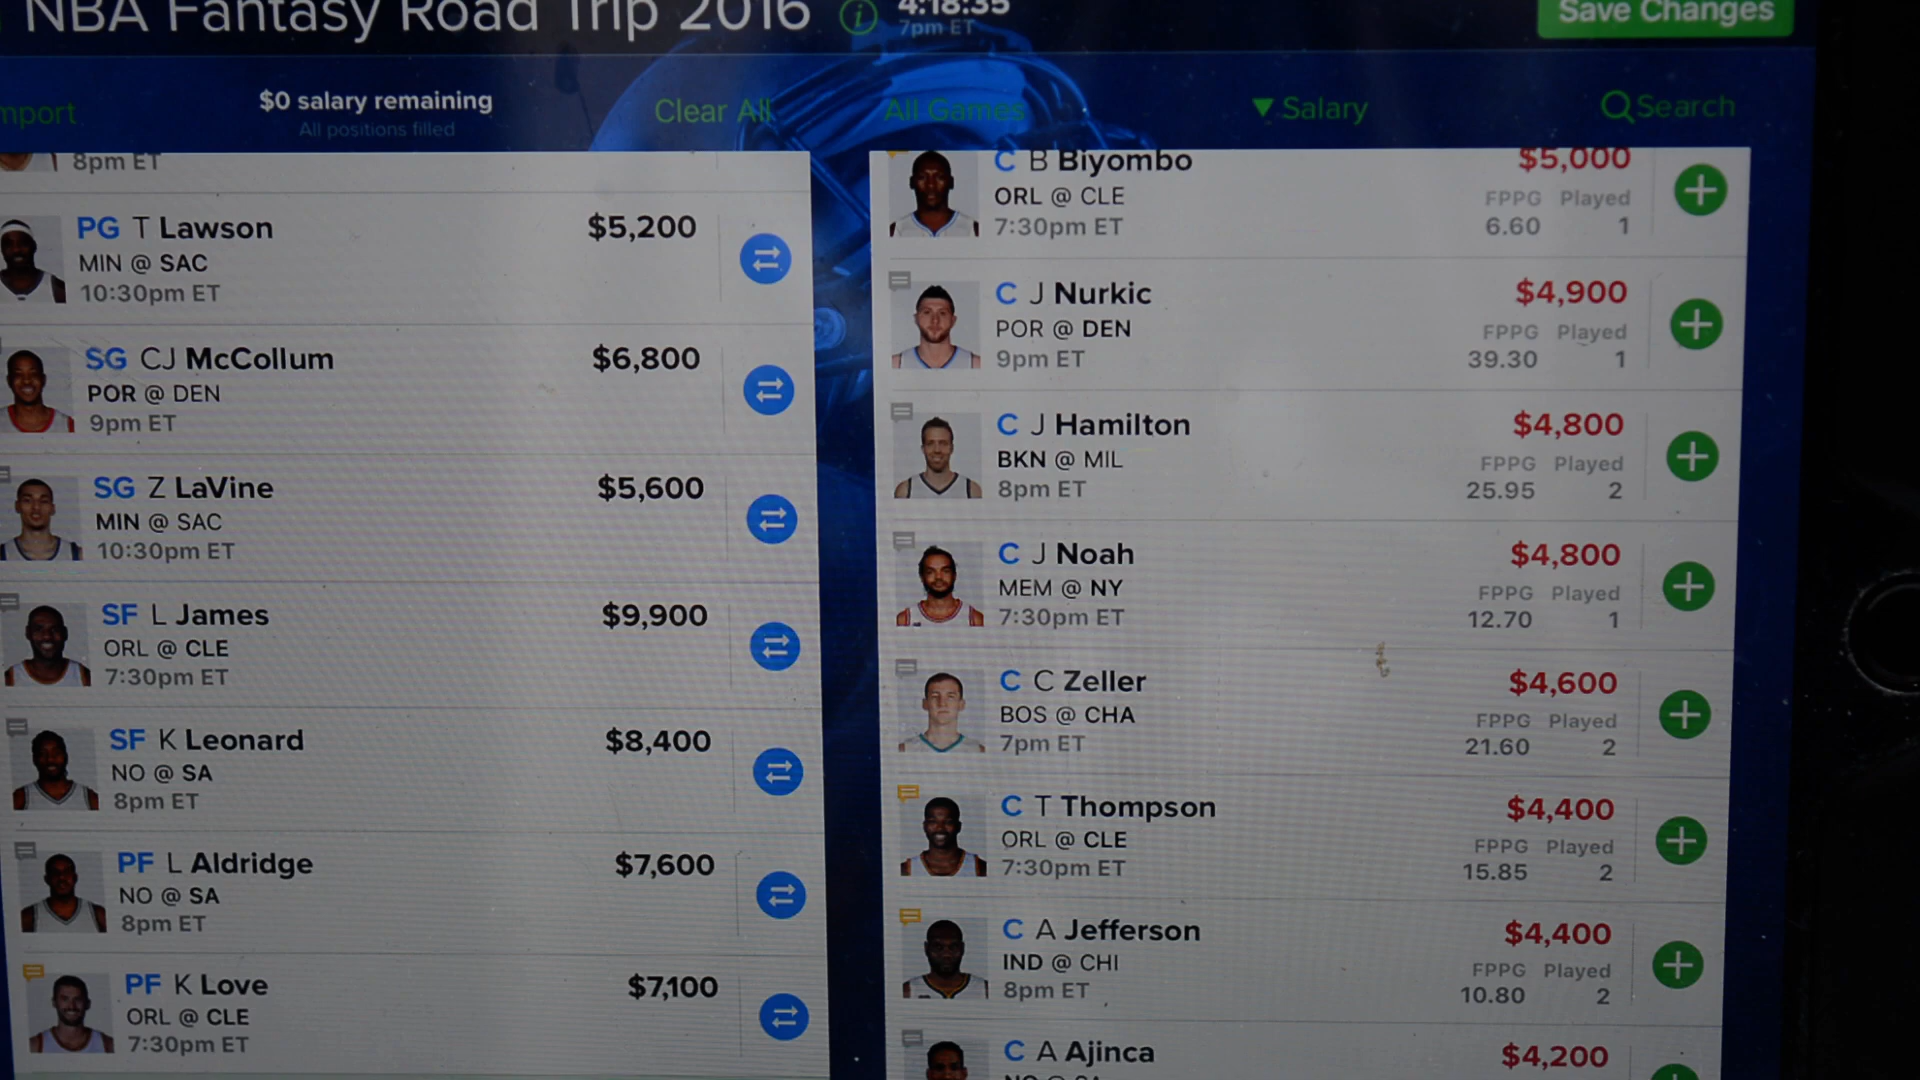 NBA Fantasy Road Trip 2016
4:18:35
7pm ET
Save Changes
mport
$0 salary remaining
All positions filled
Clear All
All Games
▼ Salary
Search
8pm ET
PG T Lawson $5,200
MIN @ SAC
10:30pm ET
SG CJ McCollum $6,800
POR @ DEN
9pm ET
SG Z LaVine $5,600
MIN @ SAC
10:30pm ET
SF L James $9,900
ORL @ CLE
7:30pm ET
SF K Leonard $8,400
NO @ SA
8pm ET
PF L Aldridge $7,600
NO @ SA
8pm ET
PF K Love $7,100
ORL @ CLE
7:30pm ET
C B Biyombo $5,000
ORL @ CLE FPPG Played
7:30pm ET 6.60 1
C J Nurkic $4,900
POR @ DEN FPPG Played
9pm ET 39.30 1
C J Hamilton $4,800
BKN @ MIL FPPG Played
8pm ET 25.95 2
C J Noah $4,800
MEM @ NY FPPG Played
7:30pm ET 12.70 1
C C Zeller $4,600
BOS @ CHA FPPG Played
7pm ET 21.60 2
C T Thompson $4,400
ORL @ CLE FPPG Played
7:30pm ET 15.85 2
C A Jefferson $4,400
IND @ CHI FPPG Played
8pm ET 10.80 2
C A Ajinca $4,200